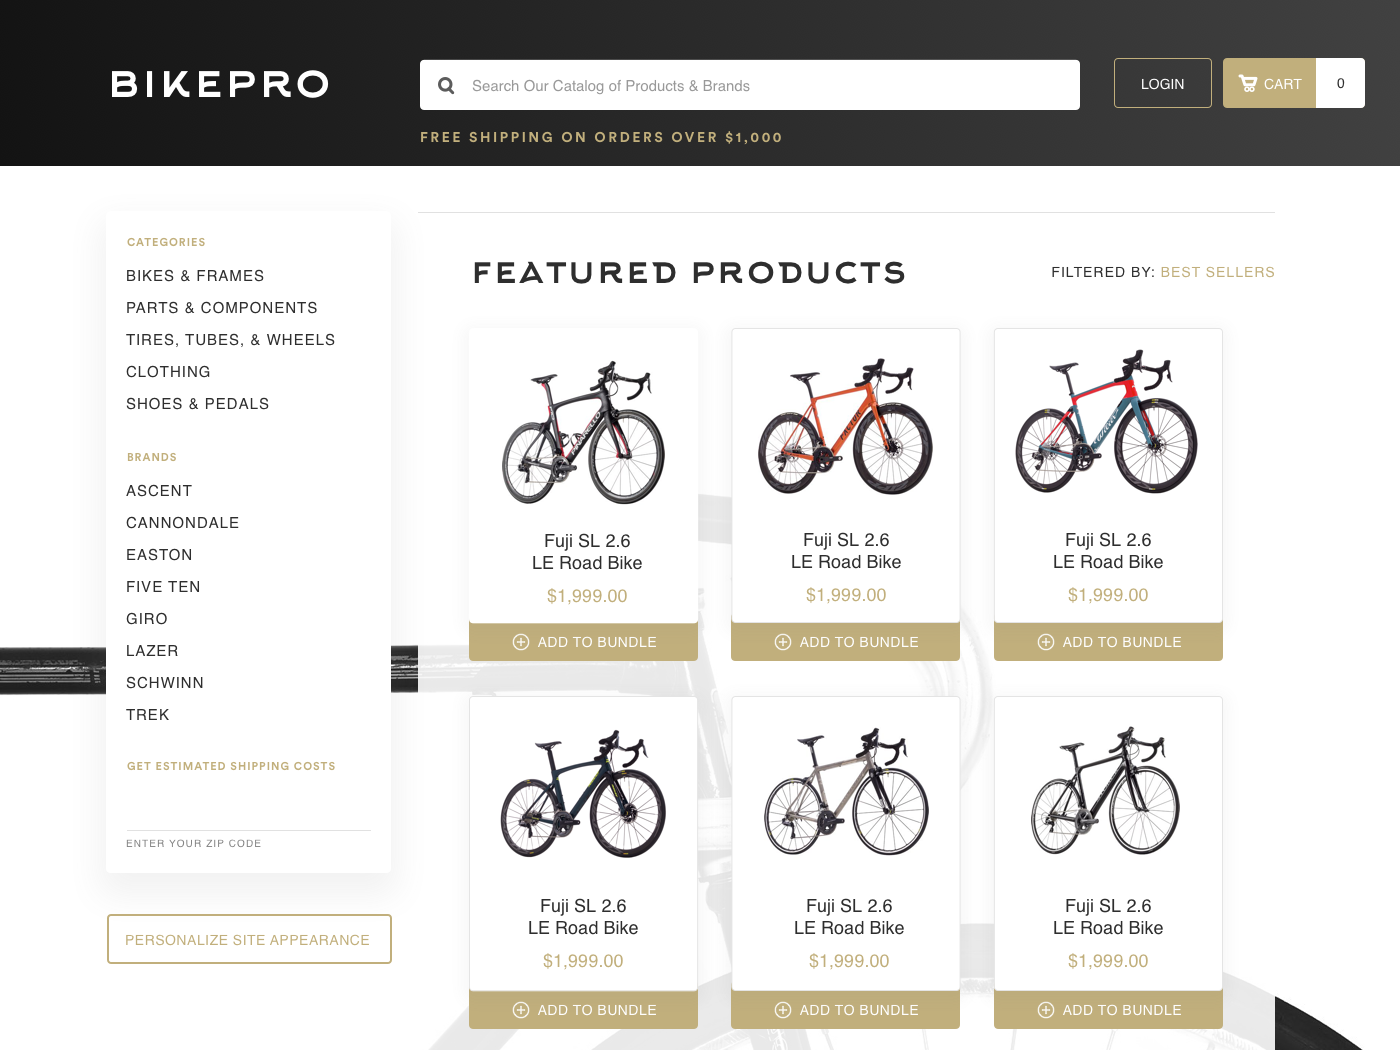 BIKEPRO
Search Our Catalog of Products & Brands
LOGIN
CART
0
FREE SHIPPING ON ORDERS OVER $1,000
CATEGORIES
BIKES & FRAMES
PARTS & COMPONENTS
TIRES, TUBES, & WHEELS
CLOTHING
SHOES & PEDALS
BRANDS
ASCENT
CANNONDALE
EASTON
FIVE TEN
GIRO
LAZER
SCHWINN
TREK
GET ESTIMATED SHIPPING COSTS
ENTER YOUR ZIP CODE
PERSONALIZE SITE APPEARANCE
FEATURED PRODUCTS
FILTERED BY: BEST SELLERS
PINARELLO
Fuji SL 2.6
LE Road Bike
$1,999.00
ADD TO BUNDLE
FACTOR
Fuji SL 2.6
LE Road Bike
$1,999.00
ADD TO BUNDLE
Wilier
Fuji SL 2.6
LE Road Bike
$1,999.00
ADD TO BUNDLE
Fuji SL 2.6
LE Road Bike
$1,999.00
ADD TO BUNDLE
Fuji SL 2.6
LE Road Bike
$1,999.00
ADD TO BUNDLE
Fuji SL 2.6
LE Road Bike
$1,999.00
ADD TO BUNDLE